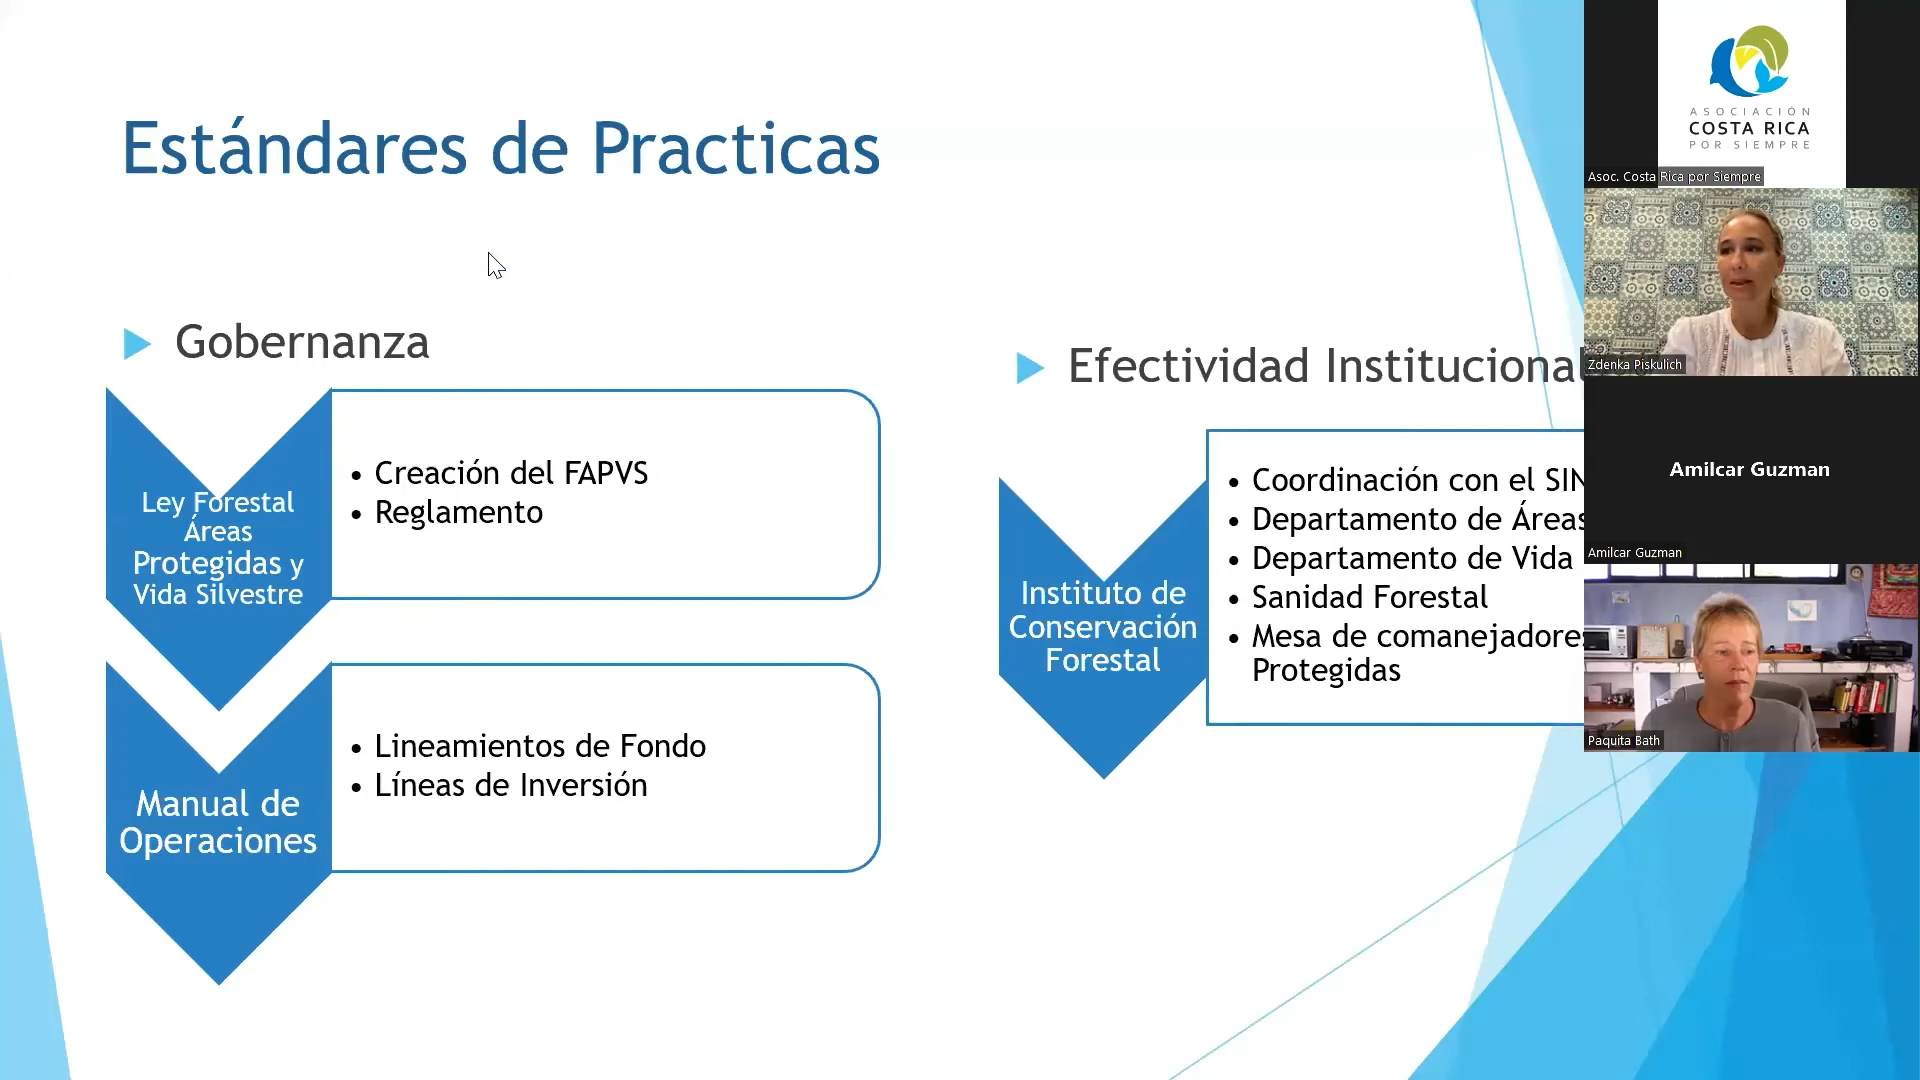 Estándares de Practicas
Gobernanza
Ley Forestal
Áreas
Protegidas y
Vida Silvestre
• Creación del FAPVS
• Reglamento
Manual de
Operaciones
• Lineamientos de Fondo
• Líneas de Inversión
Efectividad Institucional
Instituto de
Conservación
Forestal
• Coordinación con el SIN
• Departamento de Áreas
• Departamento de Vida
• Sanidad Forestal
• Mesa de comanejadores
Protegidas
ASOCIACIÓN
COSTA RICA
POR SIEMPRE
Asoc. Costa Rica por Siempre
Zdenka Piskulich
Amilcar Guzman
Amilcar Guzman
Paquita Bath